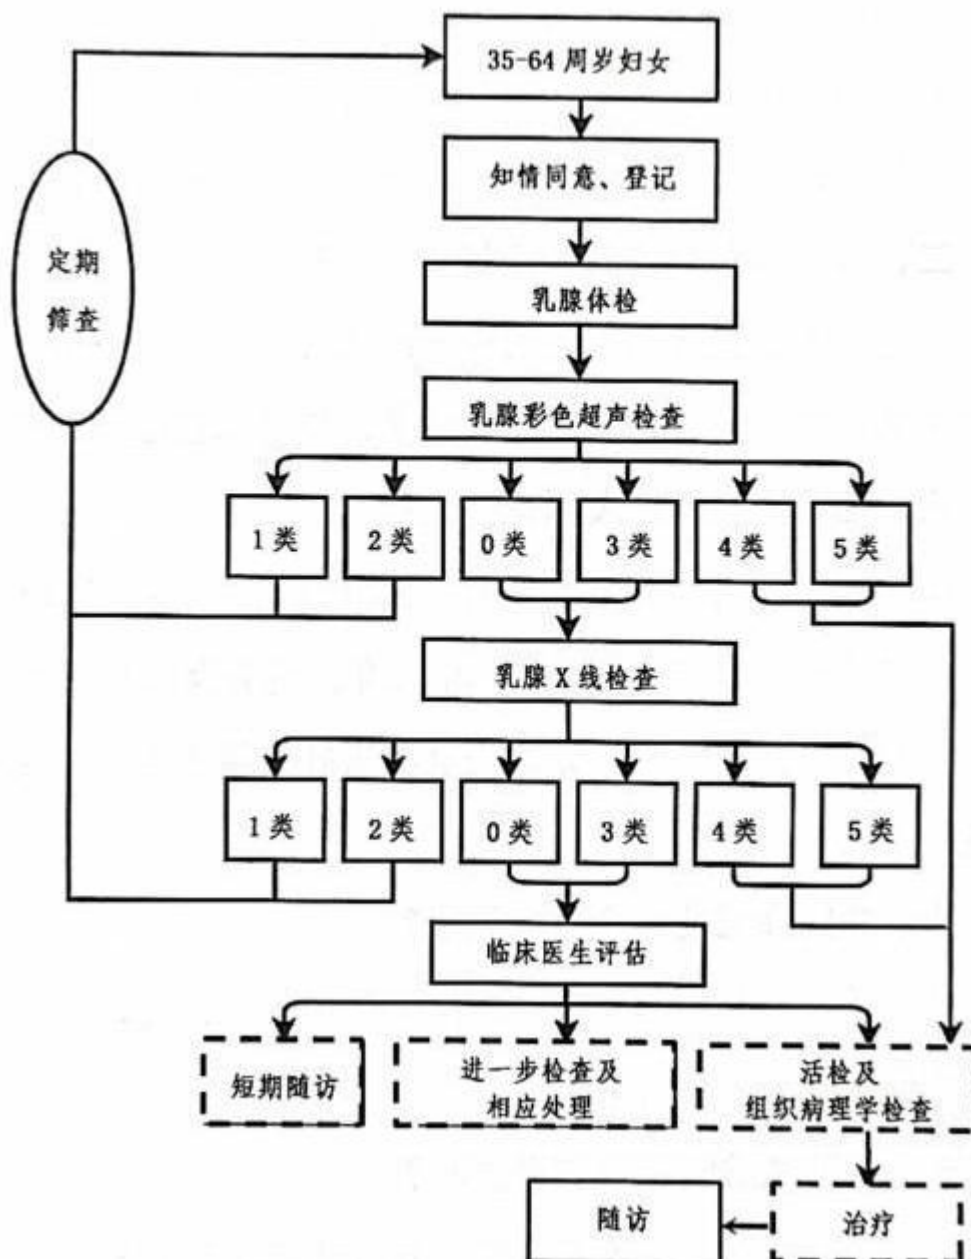 35-64 周岁妇女
知情同意、登记
定期
筛查
乳腺体检
乳腺彩色超声检查
1 类
2 类
0 类
3 类
4 类
5 类
乳腺 X 线检查
1 类
2 类
0 类
3 类
4 类
5 类
临床医生评估
短期随访
进一步检查及
相应处理
活检及
组织病理学检查
随访
治疗